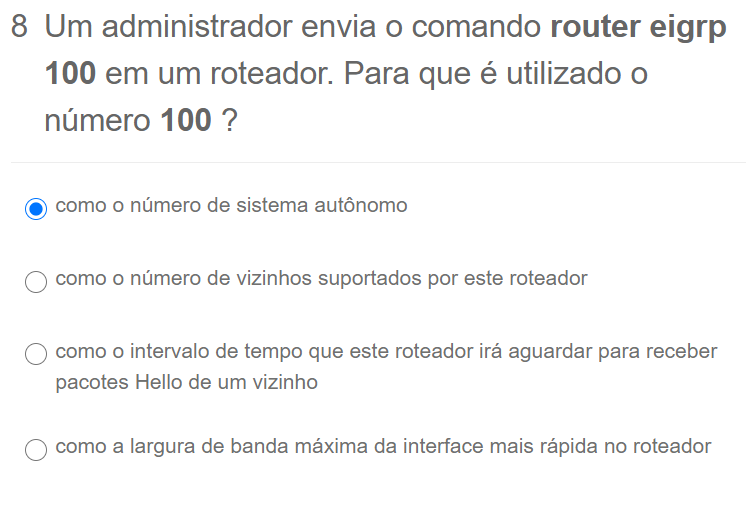 8 Um administrador envia o comando router eigrp
100 em um roteador. Para que é utilizado o
número 100 ?
como o número de sistema autônomo
como o número de vizinhos suportados por este roteador
como o intervalo de tempo que este roteador irá aguardar para receber
pacotes Hello de um vizinho
como a largura de banda máxima da interface mais rápida no roteador